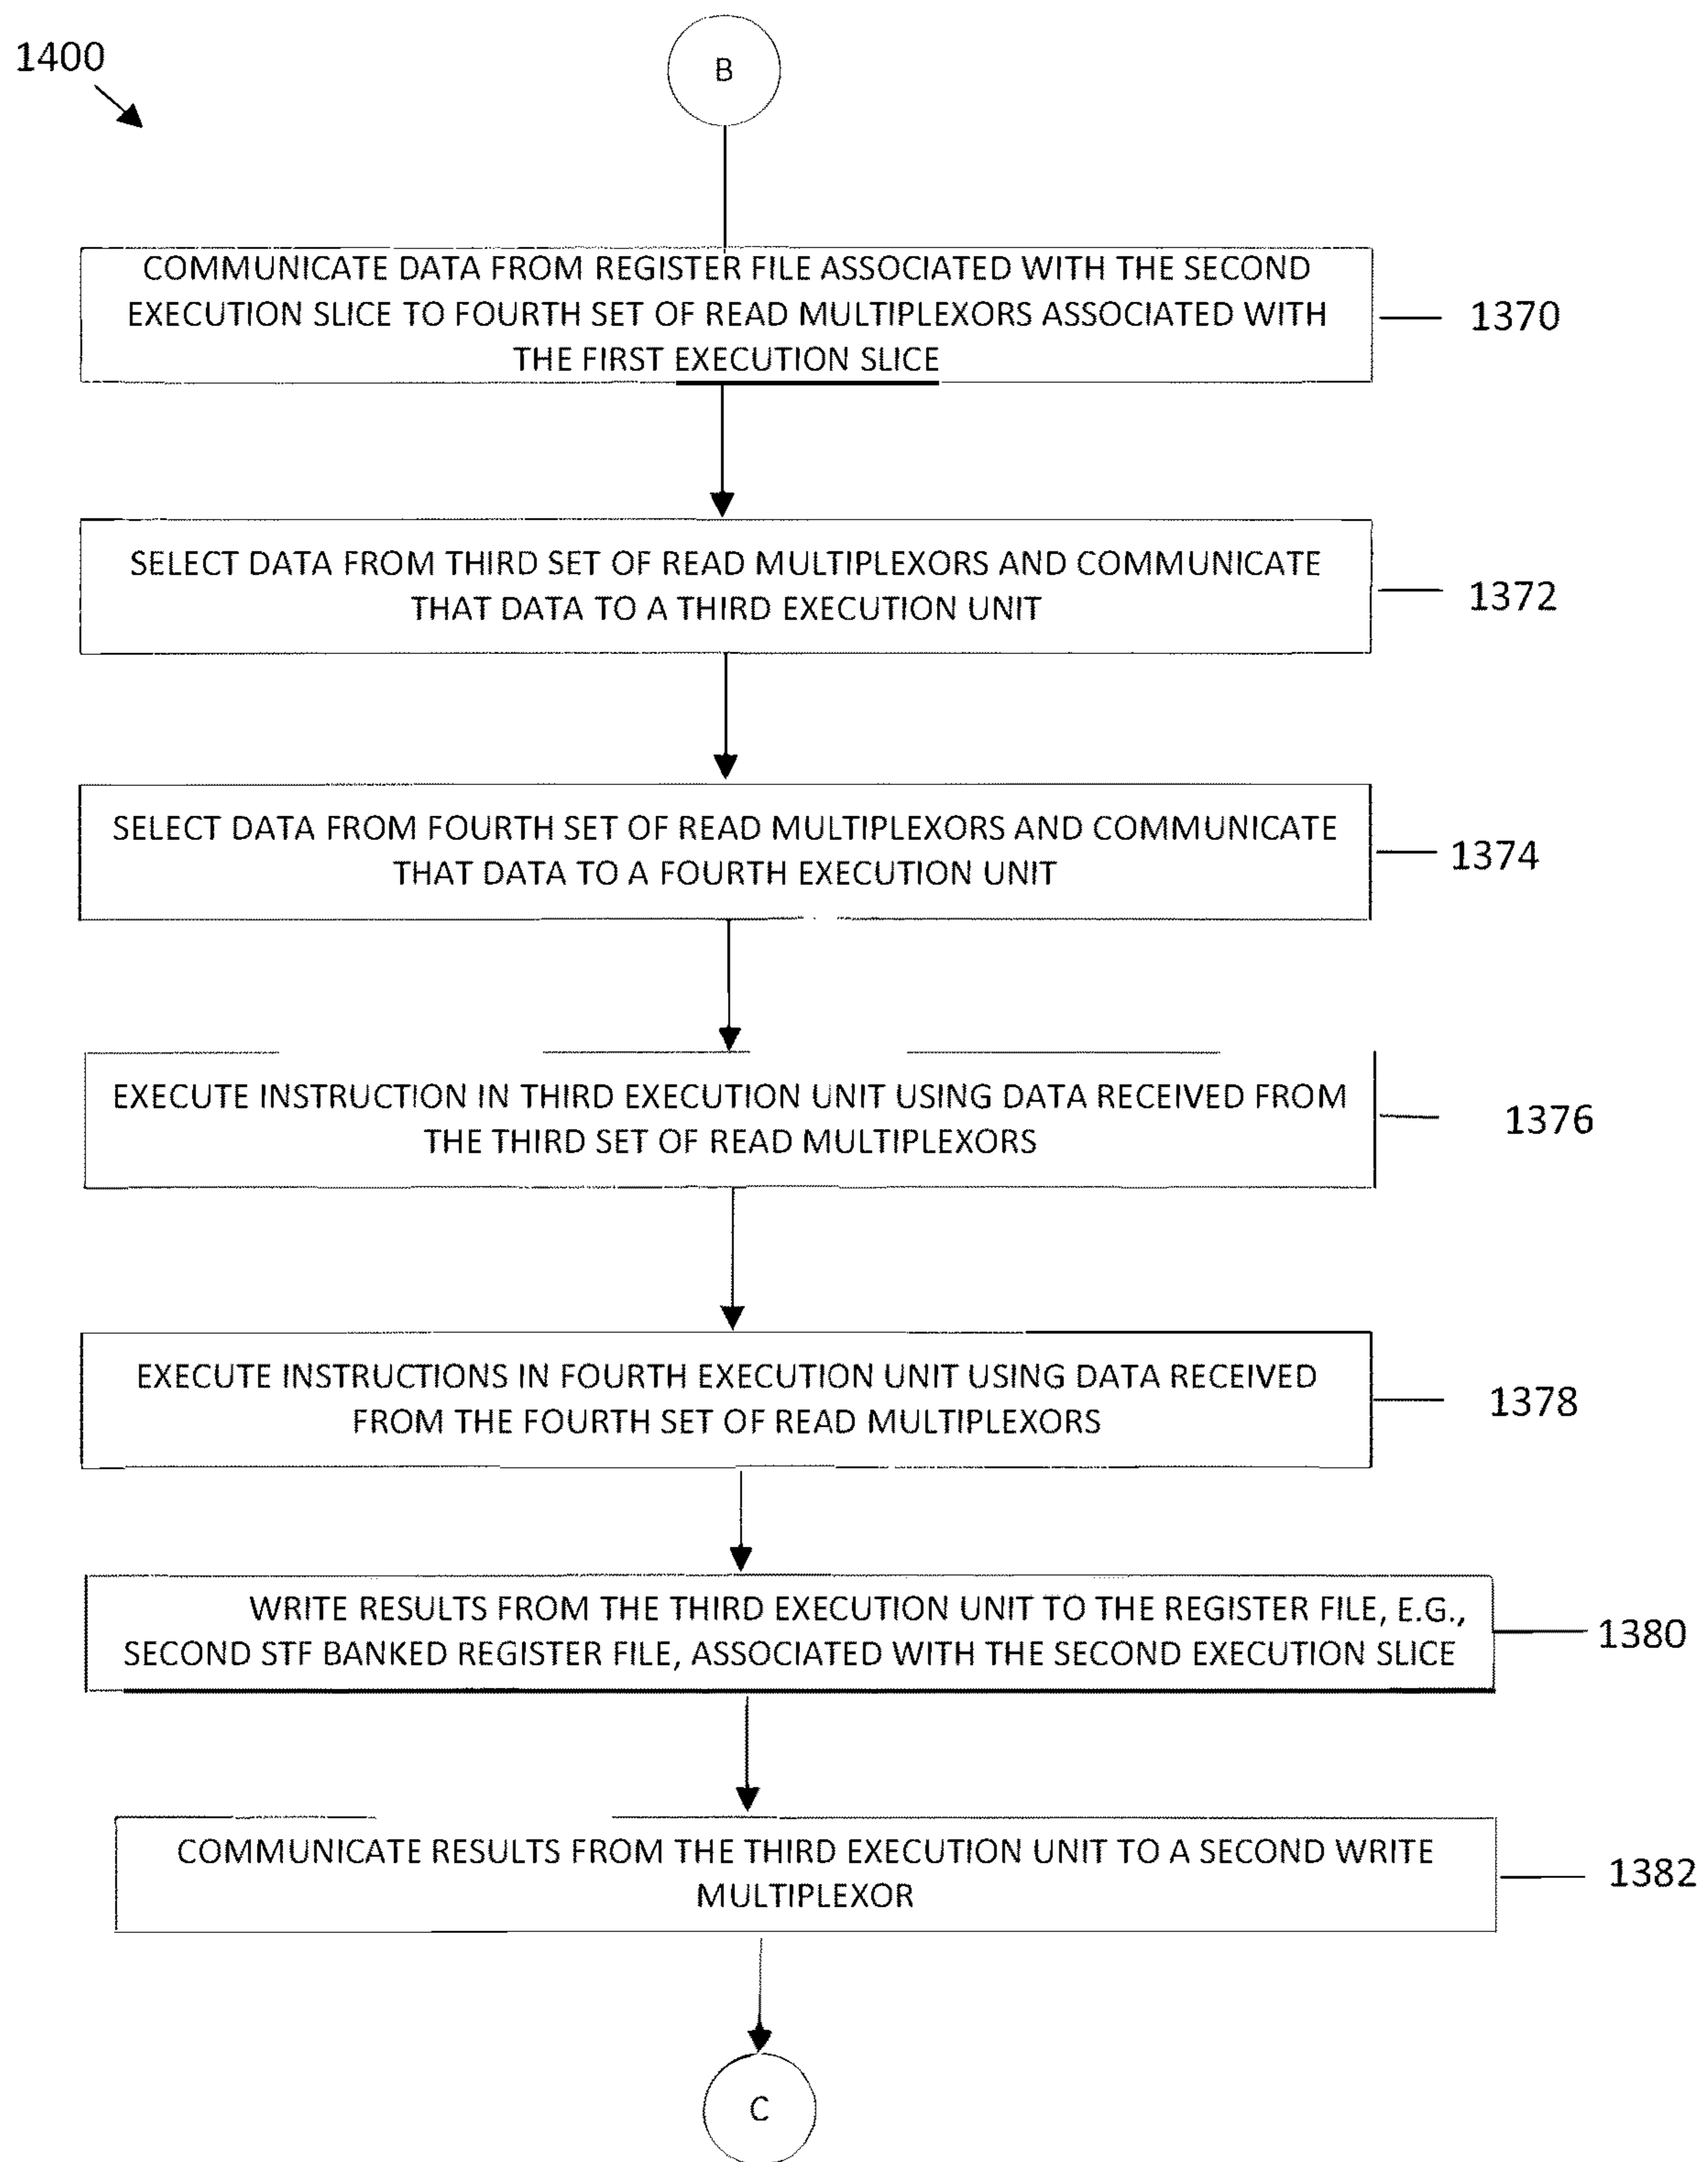 1400
B
COMMUNICATE DATA FROM REGISTER FILE ASSOCIATED WITH THE SECOND
EXECUTION SLICE TO FOURTH SET OF READ MULTIPLEXORS ASSOCIATED WITH
THE FIRST EXECUTION SLICE
1370
SELECT DATA FROM THIRD SET OF READ MULTIPLEXORS AND COMMUNICATE
THAT DATA TO A THIRD EXECUTION UNIT
1372
SELECT DATA FROM FOURTH SET OF READ MULTIPLEXORS AND COMMUNICATE
THAT DATA TO A FOURTH EXECUTION UNIT
1374
EXECUTE INSTRUCTION IN THIRD EXECUTION UNIT USING DATA RECEIVED FROM
THE THIRD SET OF READ MULTIPLEXORS
1376
EXECUTE INSTRUCTIONS IN FOURTH EXECUTION UNIT USING DATA RECEIVED
FROM THE FOURTH SET OF READ MULTIPLEXORS
1378
WRITE RESULTS FROM THE THIRD EXECUTION UNIT TO THE REGISTER FILE, E.G.,
SECOND STF BANKED REGISTER FILE, ASSOCIATED WITH THE SECOND EXECUTION SLICE
1380
COMMUNICATE RESULTS FROM THE THIRD EXECUTION UNIT TO A SECOND WRITE
MULTIPLEXOR
1382
C